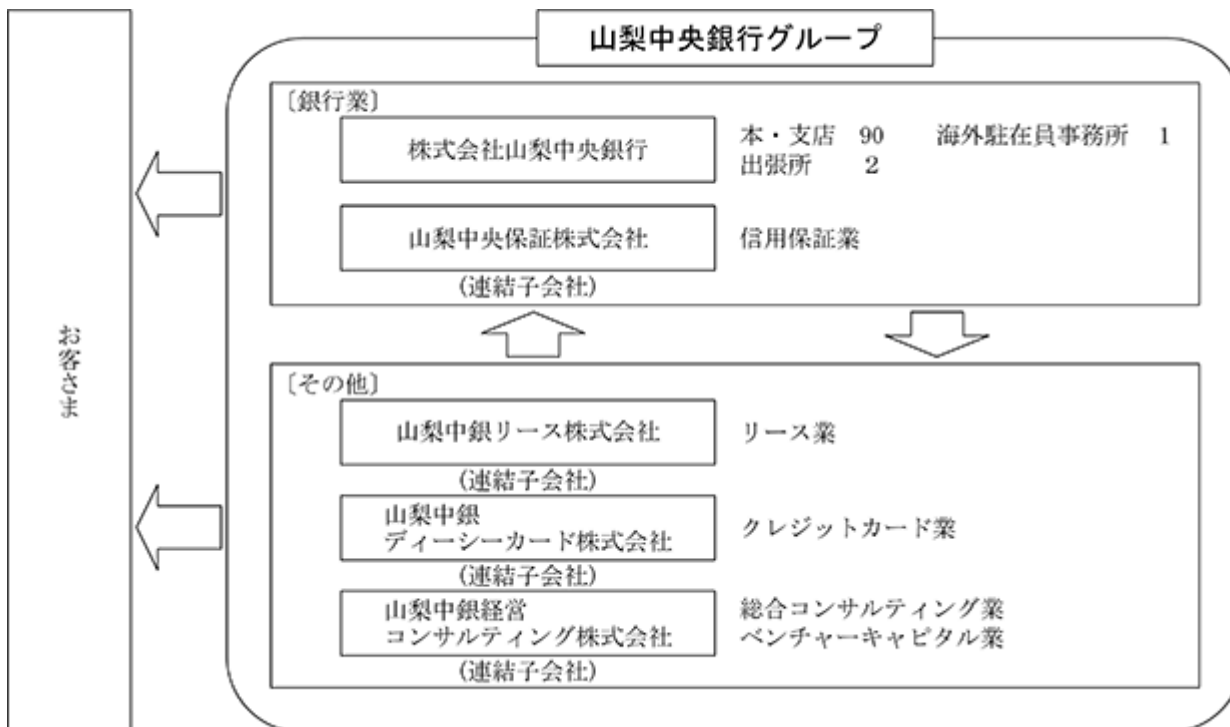 山梨中央銀行グループ
〔銀行業〕
株式会社山梨中央銀行
本・支店 90 海外駐在員事務所 1
出張所 2
山梨中央保証株式会社
信用保証業
(連結子会社)
お客さま
〔その他〕
山梨中銀リース株式会社
リース業
(連結子会社)
山梨中銀
ディーシーカード株式会社
クレジットカード業
(連結子会社)
山梨中銀経営
コンサルティング株式会社
総合コンサルティング業
ベンチャーキャピタル業
(連結子会社)